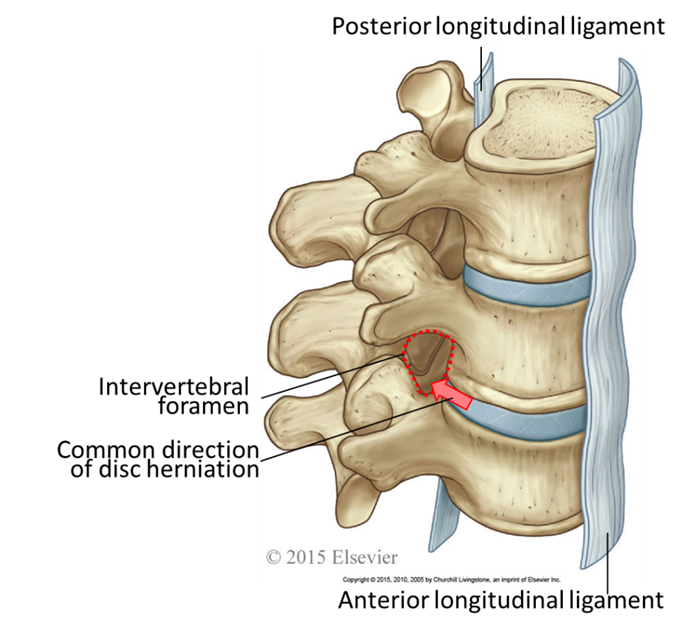 Posterior longitudinal ligament
Intervertebral
foramen
Common direction
of disc herniation
© 2015 Elsevier
Copyright © 2015, 2010, 2005 by Churchill Livingstone, an imprint of Elsevier Inc.
Anterior longitudinal ligament